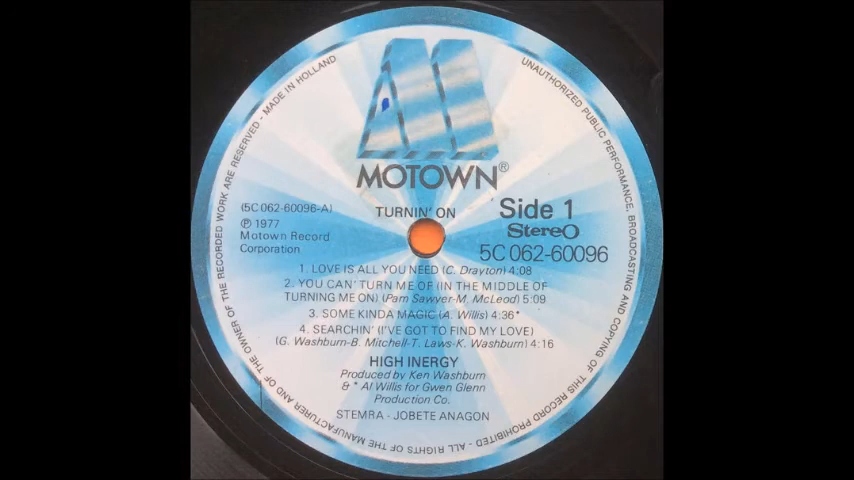 MOTOWN®
TURNIN' ON
Side 1
Stereo
5C 062-60096
(5C 062-60096-A)
℗ 1977
Motown Record
Corporation
1. LOVE IS ALL YOU NEED (C. Drayton) 4:08
2. YOU CAN' TURN ME OF (IN THE MIDDLE OF
TURNING ME ON) (Pam Sawyer-M. McLeod) 5:09
3. SOME KINDA MAGIC (A. Willis) 4:36*
4. SEARCHIN' (I'VE GOT TO FIND MY LOVE)
(G. Washburn-B. Mitchell-T. Laws-K. Washburn) 4:16
HIGH INERGY
Produced by Ken Washburn
& * Al Willis for Gwen Glenn
Production Co.
STEMRA - JOBETE ANAGON
UNAUTHORIZED PUBLIC PERFORMANCE, BROADCASTING AND COPYING OF THIS RECORD PROHIBITED - ALL RIGHTS OF THE MANUFACTURER AND OF THE OWNER OF THE RECORDED WORK ARE RESERVED - MADE IN HOLLAND